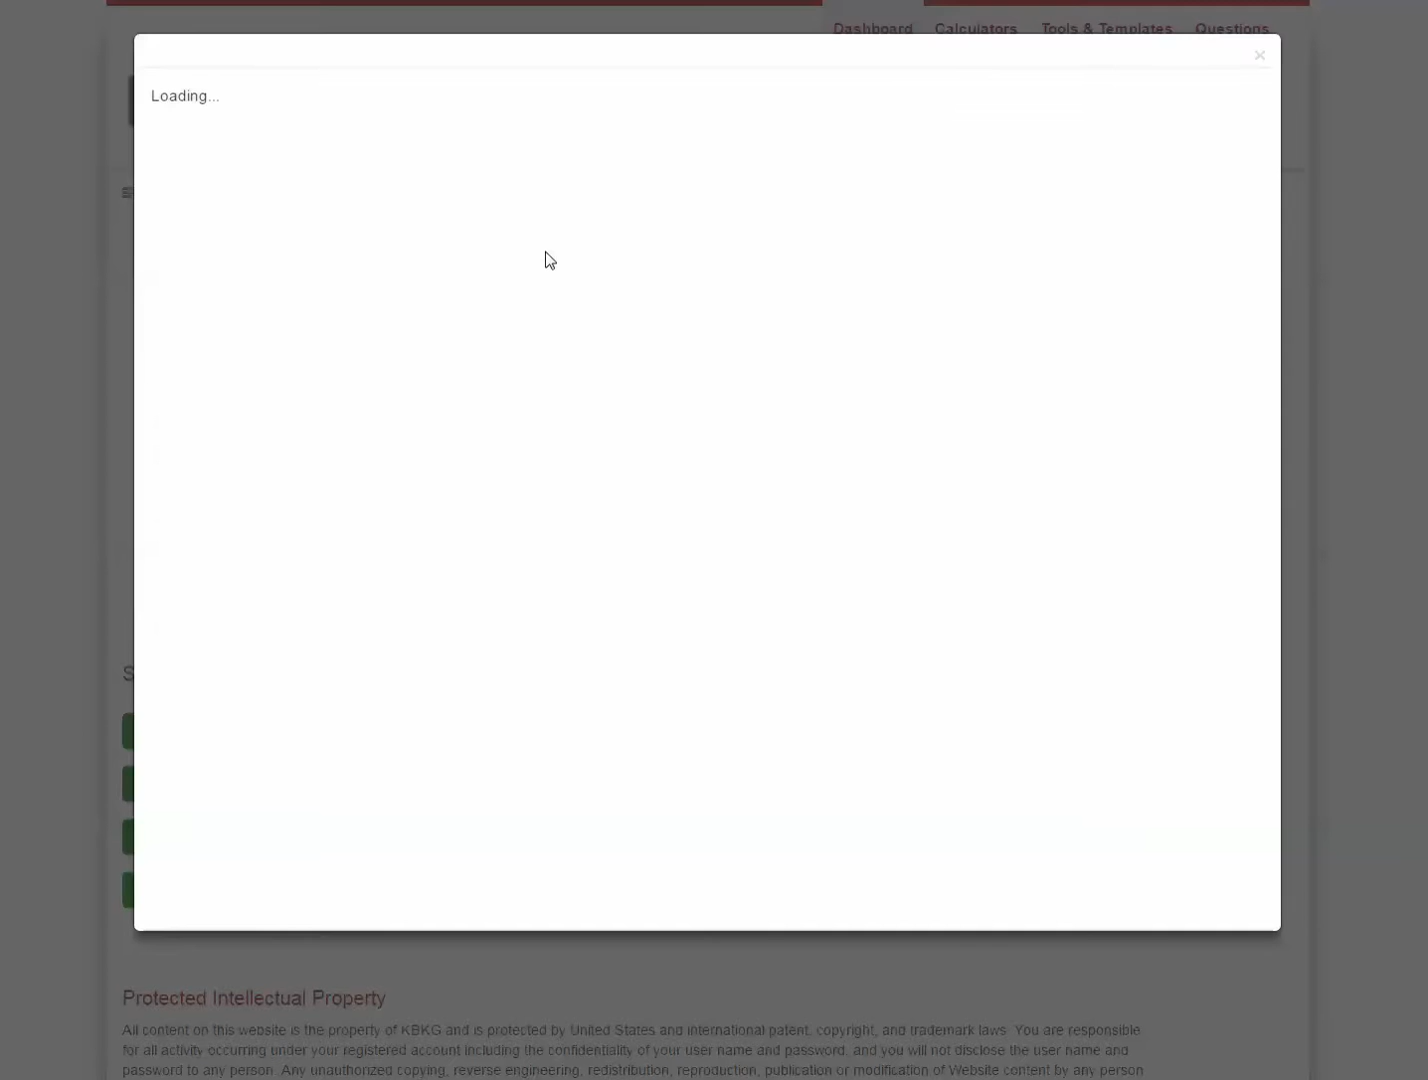 Dashboard Calculators Tools & Templates Questions
×
Loading...
S
Protected Intellectual Property
All content on this website is the property of KBKG and is protected by United States and international patent, copyright, and trademark laws. You are responsible
for all activity occurring under your registered account including the confidentiality of your user name and password, and you will not disclose the user name and
password to any person. Any unauthorized copying, reverse engineering, redistribution, reproduction, publication or modification of Website content by any person